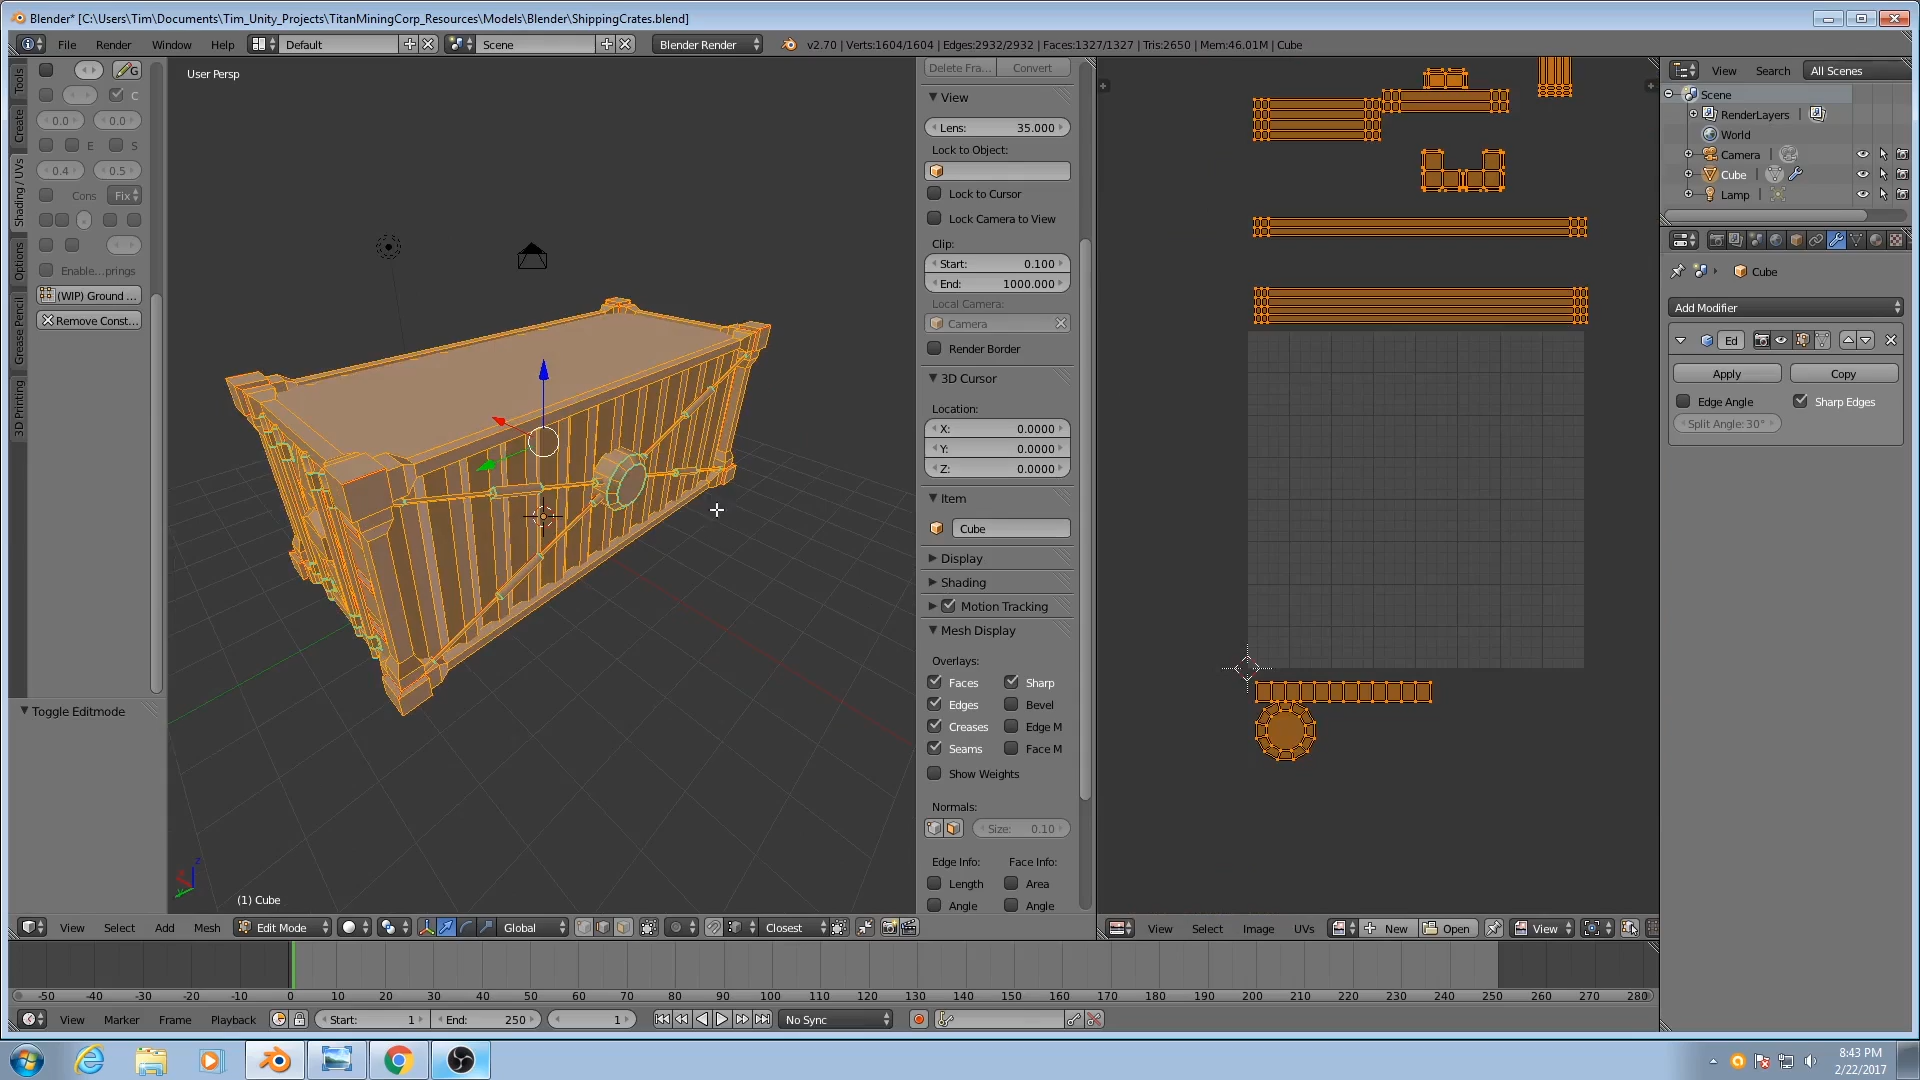 Blender* [C:\Users\Tim\Documents\Tim_Unity_Projects\TitanMiningCorp_Resources\Models\Blender\ShippingCrates.blend]
File Render Window Help Default Scene Blender Render v2.70 | Verts:1604/1604 | Edges:2932/2932 | Faces:1327/1327 | Tris:2650 | Mem:46.01M | Cube
Tools
Create
Shading / UVs
Options
Grease Pencil
3D Printing
G
C
0.0 0.0
E S
0.4 0.5
Cons Fix
Enable...prings
(WIP) Ground ...
Remove Const...
Toggle Editmode
User Persp
(1) Cube
Delete Fra... Convert
View
Lens: 35.000
Lock to Object:
Lock to Cursor
Lock Camera to View
Clip:
Start: 0.100
End: 1000.000
Local Camera:
Camera
Render Border
3D Cursor
Location:
X: 0.0000
Y: 0.0000
Z: 0.0000
Item
Cube
Display
Shading
Motion Tracking
Mesh Display
Overlays:
Faces Sharp
Edges Bevel
Creases Edge M
Seams Face M
Show Weights
Normals:
Size: 0.10
Edge Info: Face Info:
Length Area
Angle Angle
View Search All Scenes
Scene
RenderLayers
World
Camera
Cube
Lamp
Cube
Add Modifier
Ed
Apply Copy
Edge Angle Sharp Edges
Split Angle: 30°
View Select Add Mesh Edit Mode Global Closest
View Select Image UVs New Open View
-50 -40 -30 -20 -10 0 10 20 30 40 50 60 70 80 90 100 110 120 130 140 150 160 170 180 190 200 210 220 230 240 250 260 270 280
View Marker Frame Playback Start: 1 End: 250 1 No Sync
8:43 PM
2/22/2017